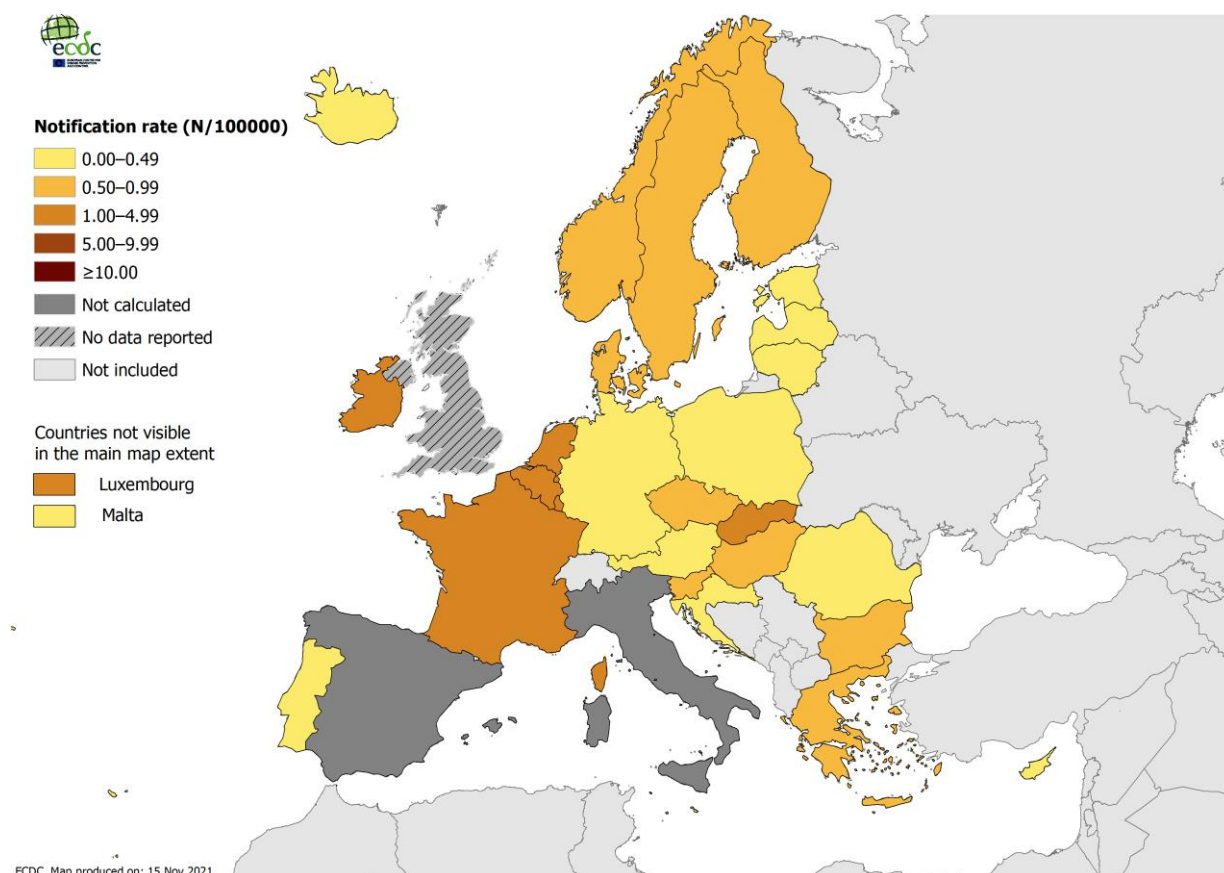 ecdc
Notification rate (N/100000)
0.00–0.49
0.50–0.99
1.00–4.99
5.00–9.99
≥10.00
Not calculated
No data reported
Not included
Countries not visible
in the main map extent
Luxembourg
Malta
ECDC. Map produced on: 15 Nov 2021